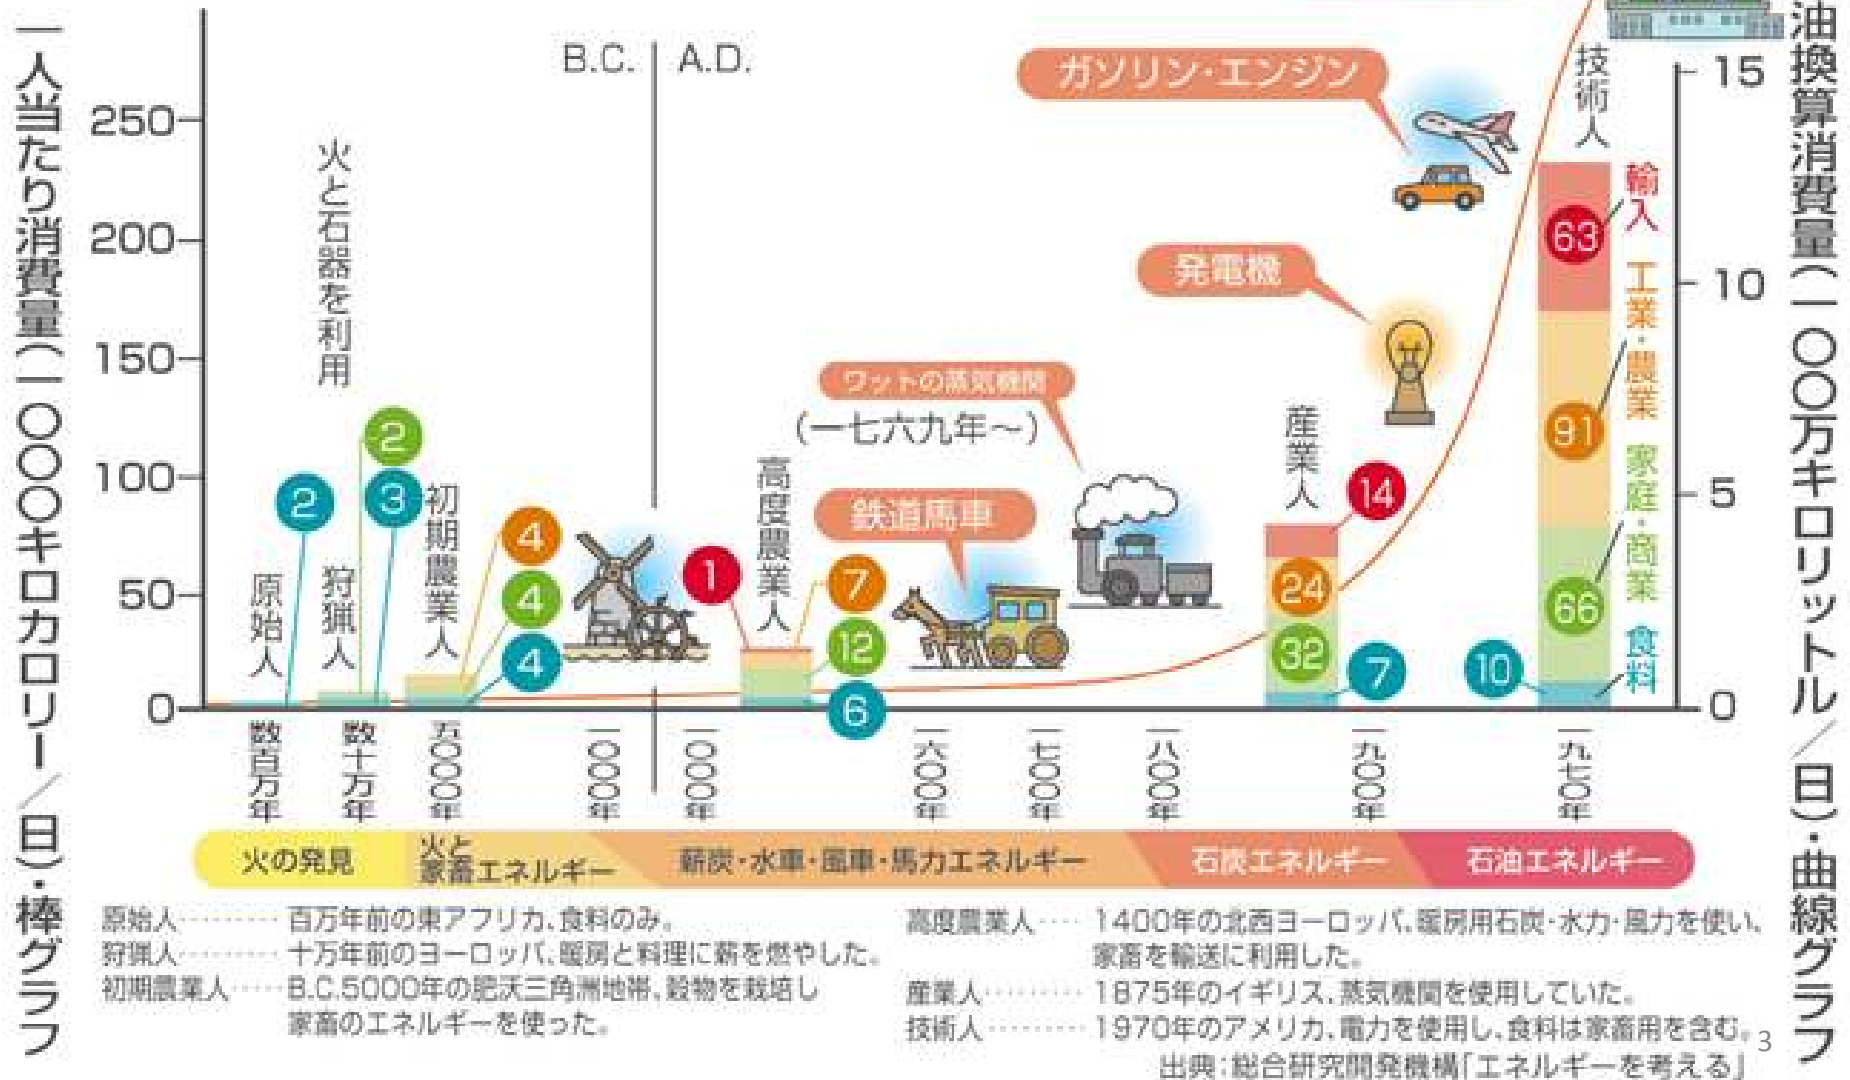 一人当たり消費量(一〇〇〇キロカロリー/日)・棒グラフ
250
200
150
100
50
0
B.C.
A.D.
火と石器を利用
原始人
2
狩猟人
2
3
初期農業人
4
4
4
高度農業人
1
7
12
6
鉄道馬車
ワットの蒸気機関
(一七六九年〜)
発電機
ガソリン・エンジン
産業人
14
24
32
7
技術人
63
91
66
10
輸入
工業・農業
家庭・商業
食料
15
10
5
0
油換算消費量(一〇〇万キロリットル/日)・曲線グラフ
数百万年
数十万年
五〇〇〇年
一〇〇〇年
一〇〇〇年
一六〇〇年
一七〇〇年
一八〇〇年
一九〇〇年
一九七〇年
火の発見
火と
家畜エネルギー
薪炭・水車・風車・馬力エネルギー
石炭エネルギー
石油エネルギー
原始人………百万年前の東アフリカ、食料のみ。
狩猟人………十万年前のヨーロッパ、暖房と料理に薪を燃やした。
初期農業人……B.C.5000年の肥沃三角洲地帯、穀物を栽培し
家畜のエネルギーを使った。
高度農業人……1400年の北西ヨーロッパ、暖房用石炭・水力・風力を使い、
家畜を輸送に利用した。
産業人………1875年のイギリス、蒸気機関を使用していた。
技術人………1970年のアメリカ、電力を使用し、食料は家畜用を含む。
出典:総合研究開発機構「エネルギーを考える」
3